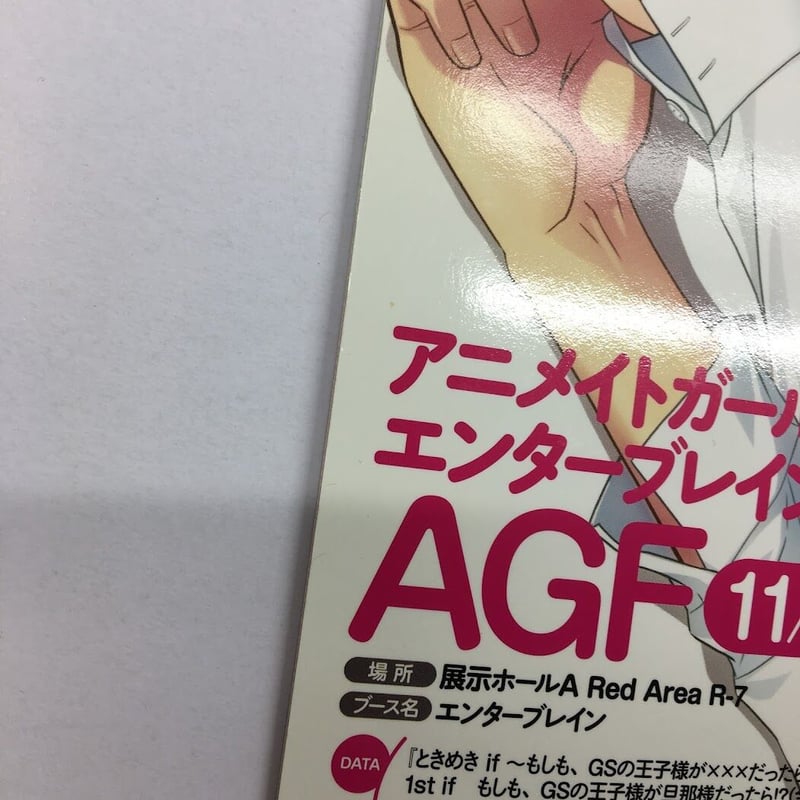 アニメイトガール
エンターブレイン
AGF 11/
場所 展示ホールA Red Area R-7
ブース名 エンターブレイン
DATA 『ときめき if ～もしも、GSの王子様が×××だったら
1st if もしも、GSの王子様が旦那様だったら!?